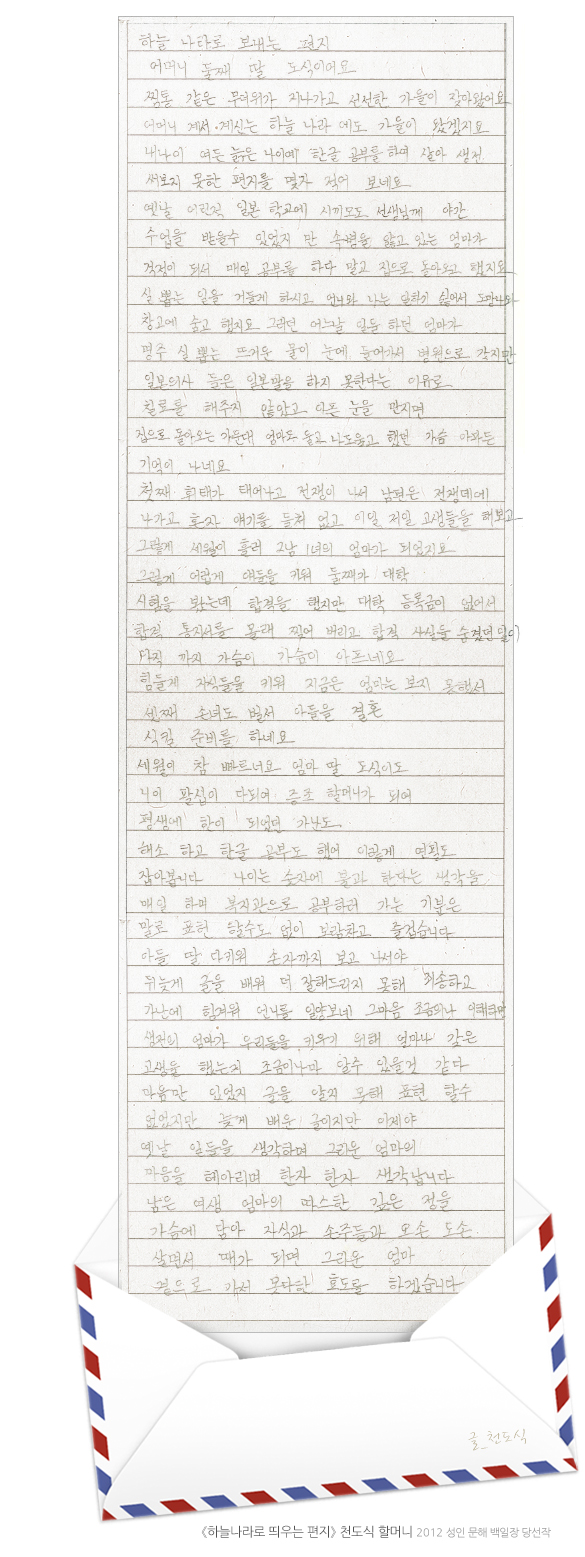 하늘 나라로 보내는 편지
어머니 둘째 딸 도식이에요
찜통 같은 무더위가 지나가고 선선한 가을이 찾아왔어요
어머니 계서 계신는 하늘 나라 에도 가을이 왔겠지요
내나이 여든 늙은 나이에 한글 공부를 하며 살아 생전
써보지 못한 편지를 몇자 적어 보네요
옛날 어린적 일본 학교에 시끼모도 선생님께 야간
수업을 받을수 있었지 만 속병을 앓고 있는 엄마가
걱정이 되서 매일 공부를 하다 말고 집으로 돌아오고 했지요
실 뽑는 일을 거들게 하시고 언니와 나는 일하기 싫어서 도망나와
창고에 숨고 했지요 그러던 어느날 일을 하던 엄마가
명주 실 뽑는 뜨거운 물이 눈에 들어가서 병원으로 갔지만
일본의사 들은 일본말을 하지 못한다는 이유로
치료를 해주지 않았고 아픈 눈을 만지면
집으로 돌아오는 가운대 엄마도 울고 나도울고 했던 가슴 아파든
기억이 나네요
첫째 휘태가 태어나고 전쟁이 나서 남편은 전쟁데에
나가고 혼자 얘기를 들처 없고 이일 저일 고생들을 해보고
그렇게 세월이 흘러 2남 1녀의 엄마가 되었지요
그렇게 어렵게 얘들을 키워 둘째가 대학
시험을 봤는데 합격을 했지만 대학 등록금이 없어서
합격 통지서를 몰래 찢어 버리고 합격 사실을 숨겼던 일이
아직 까지 가슴이 가슴이 아프네요
힘들게 자식들을 키워 지금은 엄마는 보지 못해서
셋째 손녀도 벌서 아들을 결혼
식킬 준비를 하네요
세월이 참 빠트너요 엄마 딸 도식이도
나이 팔십이 다되여 증조 할머니가 되여
평생에 한이 되었던 가난도
해소 하고 한글 공부도 했어 이렇게 연필도
잡아봅니다 나이는 숫자에 불과 한다는 생각을
매일 하며 복지관으로 공부하러 가는 기분은
말로 표현 할수도 없이 보람차고 즐겁습니다
아들 딸 다키워 손자까지 보고 나서야
뒤늦게 글을 배워 더 잘해드리지 못해 죄송하고
가난에 힘겨워 언니를 일찍보네 그마음 조금이나 이해하만
생전의 엄마가 우리들을 키우기 위해 얼마나 깊은
고생을 했는지 조금이나마 알수 있을것 같다
마음만 있었지 글을 알지 못해 표현 할수
없었지만 늦게 배운 글이지만 이제야
옛날 일들을 생각하며 그리운 엄마의
마음을 헤아리며 한자 한자 생각납니다
남은 여생 엄마의 따스한 깊은 정을
가슴에 담아 자식과 손주들과 오손 도손
살면서 때가 되면 그리운 엄마
곁으로 가서 못다한 효도를 하겠습니다
글_천도식
《하늘나라로 띄우는 편지》 천도식 할머니 2012 성인 문해 백일장 당선작